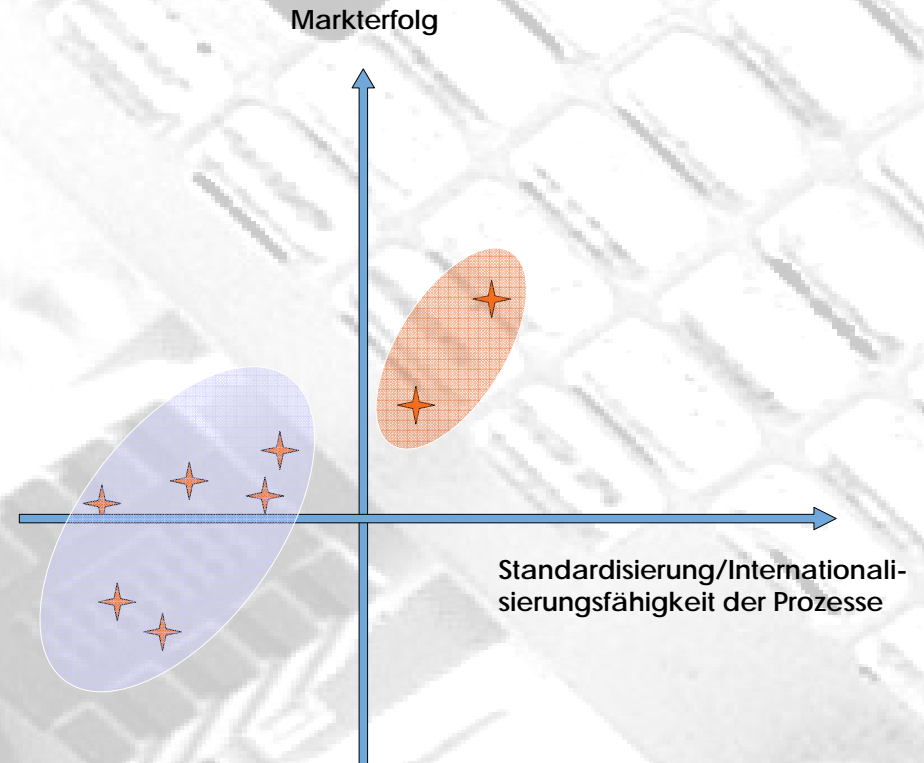 Markterfolg
Standardisierung/Internationali-
sierungsfähigkeit der Prozesse